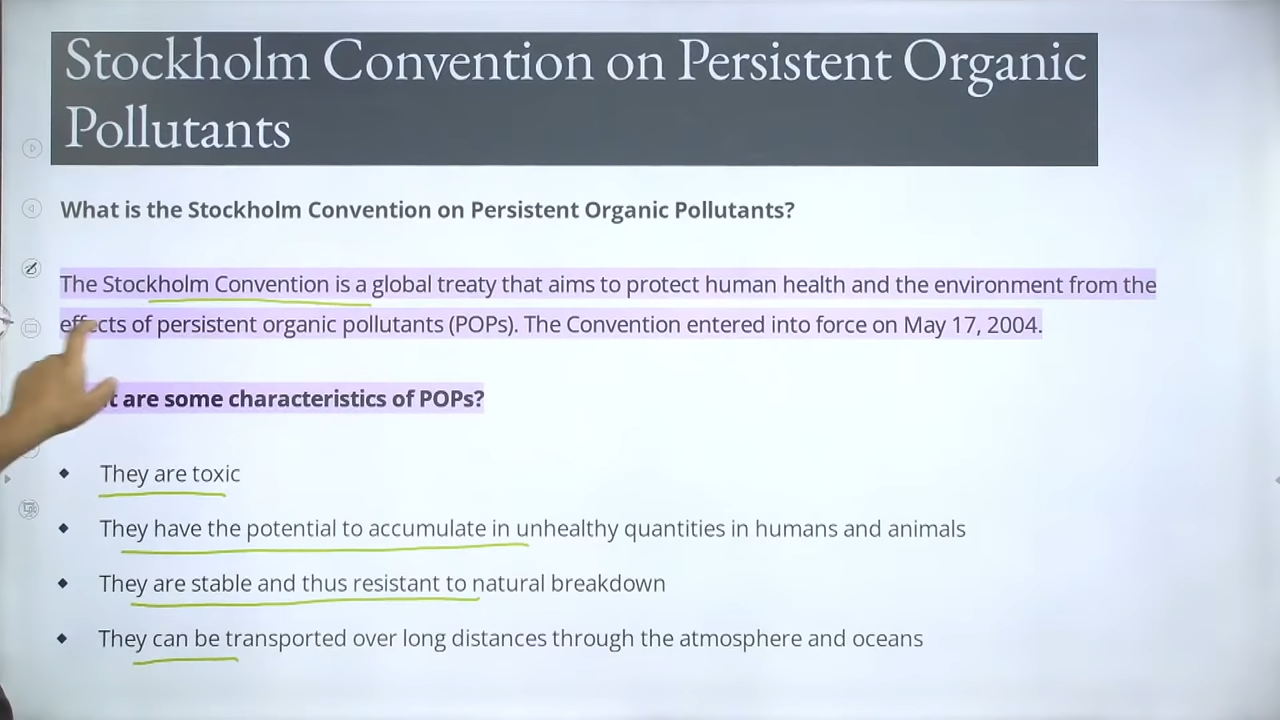 Stockholm Convention on Persistent Organic
Pollutants
What is the Stockholm Convention on Persistent Organic Pollutants?
The Stockholm Convention is a global treaty that aims to protect human health and the environment from the
effects of persistent organic pollutants (POPs). The Convention entered into force on May 17, 2004.
are some characteristics of POPs?
They are toxic
They have the potential to accumulate in unhealthy quantities in humans and animals
They are stable and thus resistant to natural breakdown
They can be transported over long distances through the atmosphere and oceans